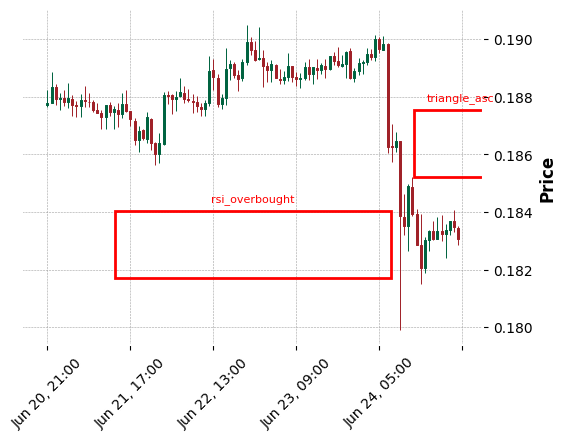 0.190
triangle_asc
0.188
0.186
rsi_overbought
0.184
0.182
0.180
Price
Jun 20, 21:00
Jun 21, 17:00
Jun 22, 13:00
Jun 23, 09:00
Jun 24, 05:00